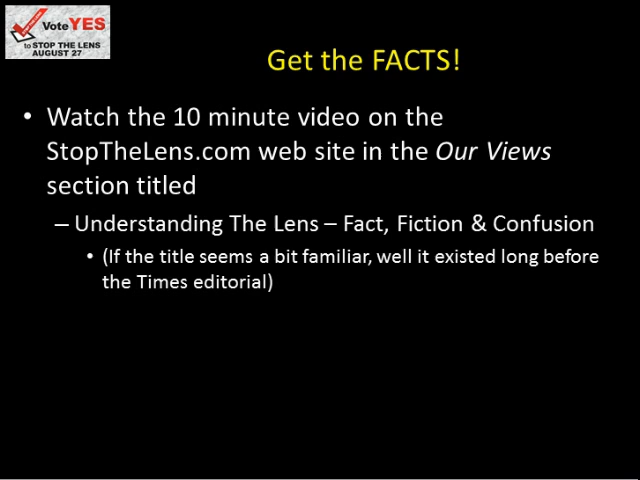 Vote YES
to STOP THE LENS
AUGUST 27
Get the FACTS!
• Watch the 10 minute video on the
StopTheLens.com web site in the Our Views
section titled
– Understanding The Lens – Fact, Fiction & Confusion
• (If the title seems a bit familiar, well it existed long before
the Times editorial)